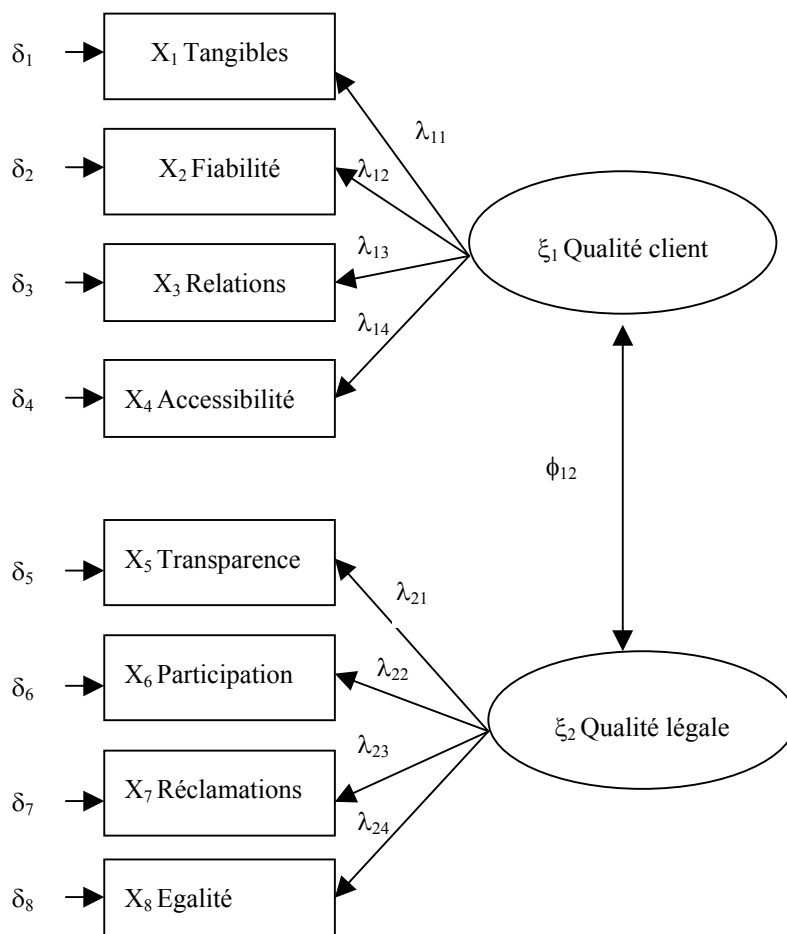 δ₁ X₁ Tangibles
λ₁₁
δ₂ X₂ Fiabilité
λ₁₂
ξ₁ Qualité client
λ₁₃
δ₃ X₃ Relations
λ₁₄
δ₄ X₄ Accessibilité
ϕ₁₂
δ₅ X₅ Transparence
λ₂₁
δ₆ X₆ Participation
λ₂₂
ξ₂ Qualité légale
λ₂₃
δ₇ X₇ Réclamations
λ₂₄
δ₈ X₈ Egalité